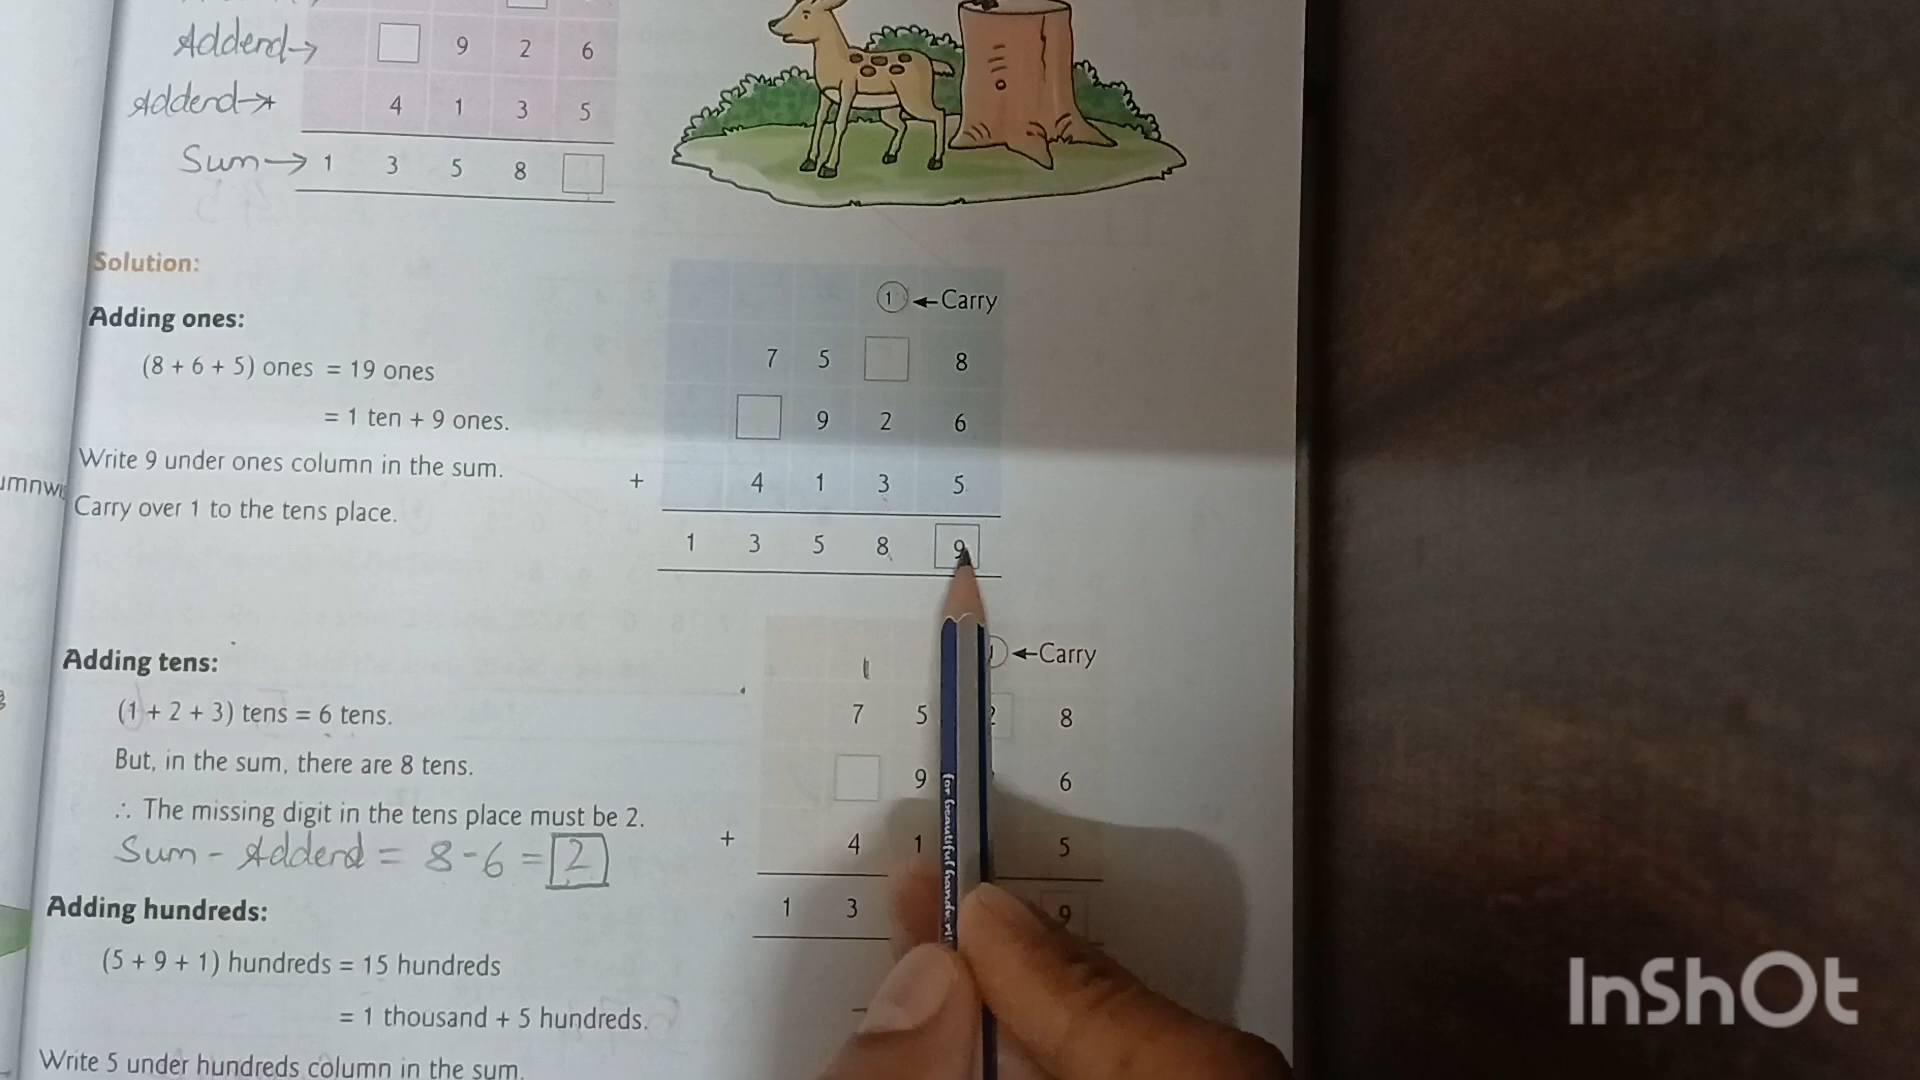 Addend→ 9 2 6
Addend→ 4 1 3 5
Sum→ 1 3 5 8
Solution:
Adding ones:
(8 + 6 + 5) ones = 19 ones
= 1 ten + 9 ones.
Write 9 under ones column in the sum.
Carry over 1 to the tens place.
1 ←Carry
7 5 8
9 2 6
+ 4 1 3 5
1 3 5 8 9
Adding tens:
(1 + 2 + 3) tens = 6 tens.
But, in the sum, there are 8 tens.
∴ The missing digit in the tens place must be 2.
Sum - Addend = 8 - 6 = 2
1 ←Carry
7 5 2 8
9 6
+ 4 1 5
1 3 9
for beautiful
Adding hundreds:
(5 + 9 + 1) hundreds = 15 hundreds
= 1 thousand + 5 hundreds.
Write 5 under hundreds column in the sum.
InShOt